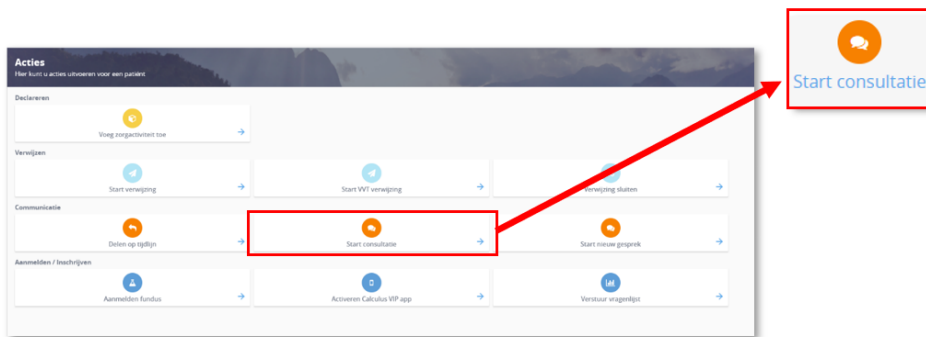 Acties
Hier kunt u acties uitvoeren voor een patiënt
Declareren
Voeg zorgactiviteit toe
Verwijzen
Start verwijzing
Start VVT verwijzing
Verwijzing sluiten
Communicatie
Delen op tijdlijn
Start consultatie
Start nieuw gesprek
Aanmelden / Inschrijven
Aanmelden fundus
Activeren Calculus VIP app
Verstuur vragenlijst
Start consultatie